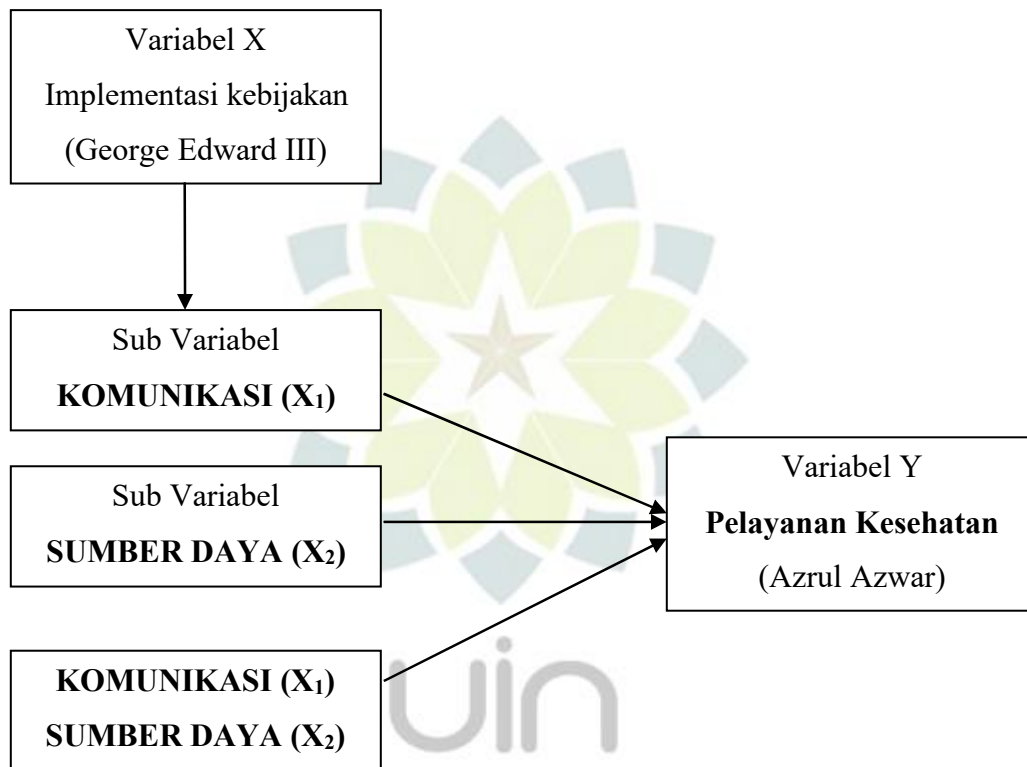 Variabel X
Implementasi kebijakan
(George Edward III)
Sub Variabel
KOMUNIKASI (X₁)
Sub Variabel
SUMBER DAYA (X₂)
KOMUNIKASI (X₁)
SUMBER DAYA (X₂)
Variabel Y
Pelayanan Kesehatan
(Azrul Azwar)
uin